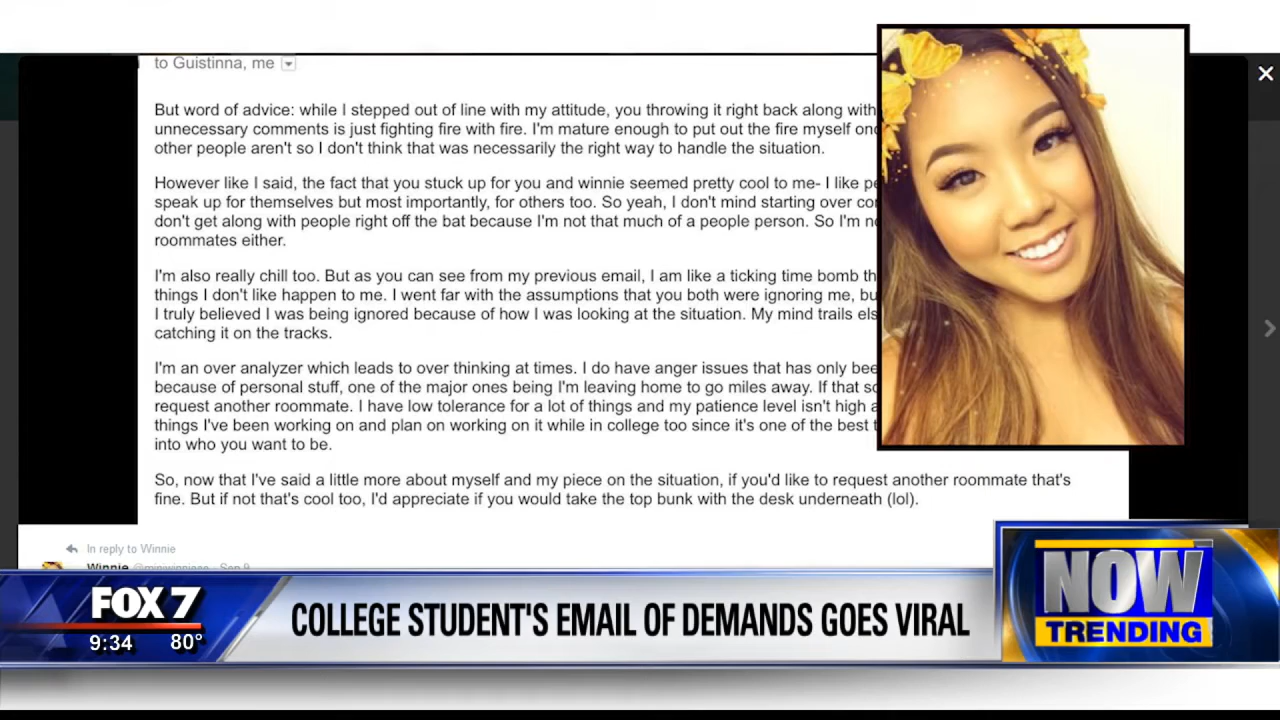 to Guistinna, me
But word of advice: while I stepped out of line with my attitude, you throwing it right back along with
unnecessary comments is just fighting fire with fire. I'm mature enough to put out the fire myself
other people aren't so I don't think that was necessarily the right way to handle the situation.
However like I said, the fact that you stuck up for you and winnie seemed pretty cool to me- I like
speak up for themselves but most importantly, for others too. So yeah, I don't mind starting over
don't get along with people right off the bat because I'm not that much of a people person. So I'm
roommates either.
I'm also really chill too. But as you can see from my previous email, I am like a ticking time bomb
things I don't like happen to me. I went far with the assumptions that you both were ignoring me,
I truly believed I was being ignored because of how I was looking at the situation. My mind trails
catching it on the tracks.
I'm an over analyzer which leads to over thinking at times. I do have anger issues that has only
because of personal stuff, one of the major ones being I'm leaving home to go miles away. If that
request another roommate. I have low tolerance for a lot of things and my patience level isn't high
things I've been working on and plan on working on it while in college too since it's one of the best
into who you want to be.
So, now that I've said a little more about myself and my piece on the situation, if you'd like to request another roommate that's
fine. But if not that's cool too, I'd appreciate if you would take the top bunk with the desk underneath (lol).
In reply to Winnie
Winnie
FOX 7
9:34 80°
COLLEGE STUDENT'S EMAIL OF DEMANDS GOES VIRAL
NOW
TRENDING